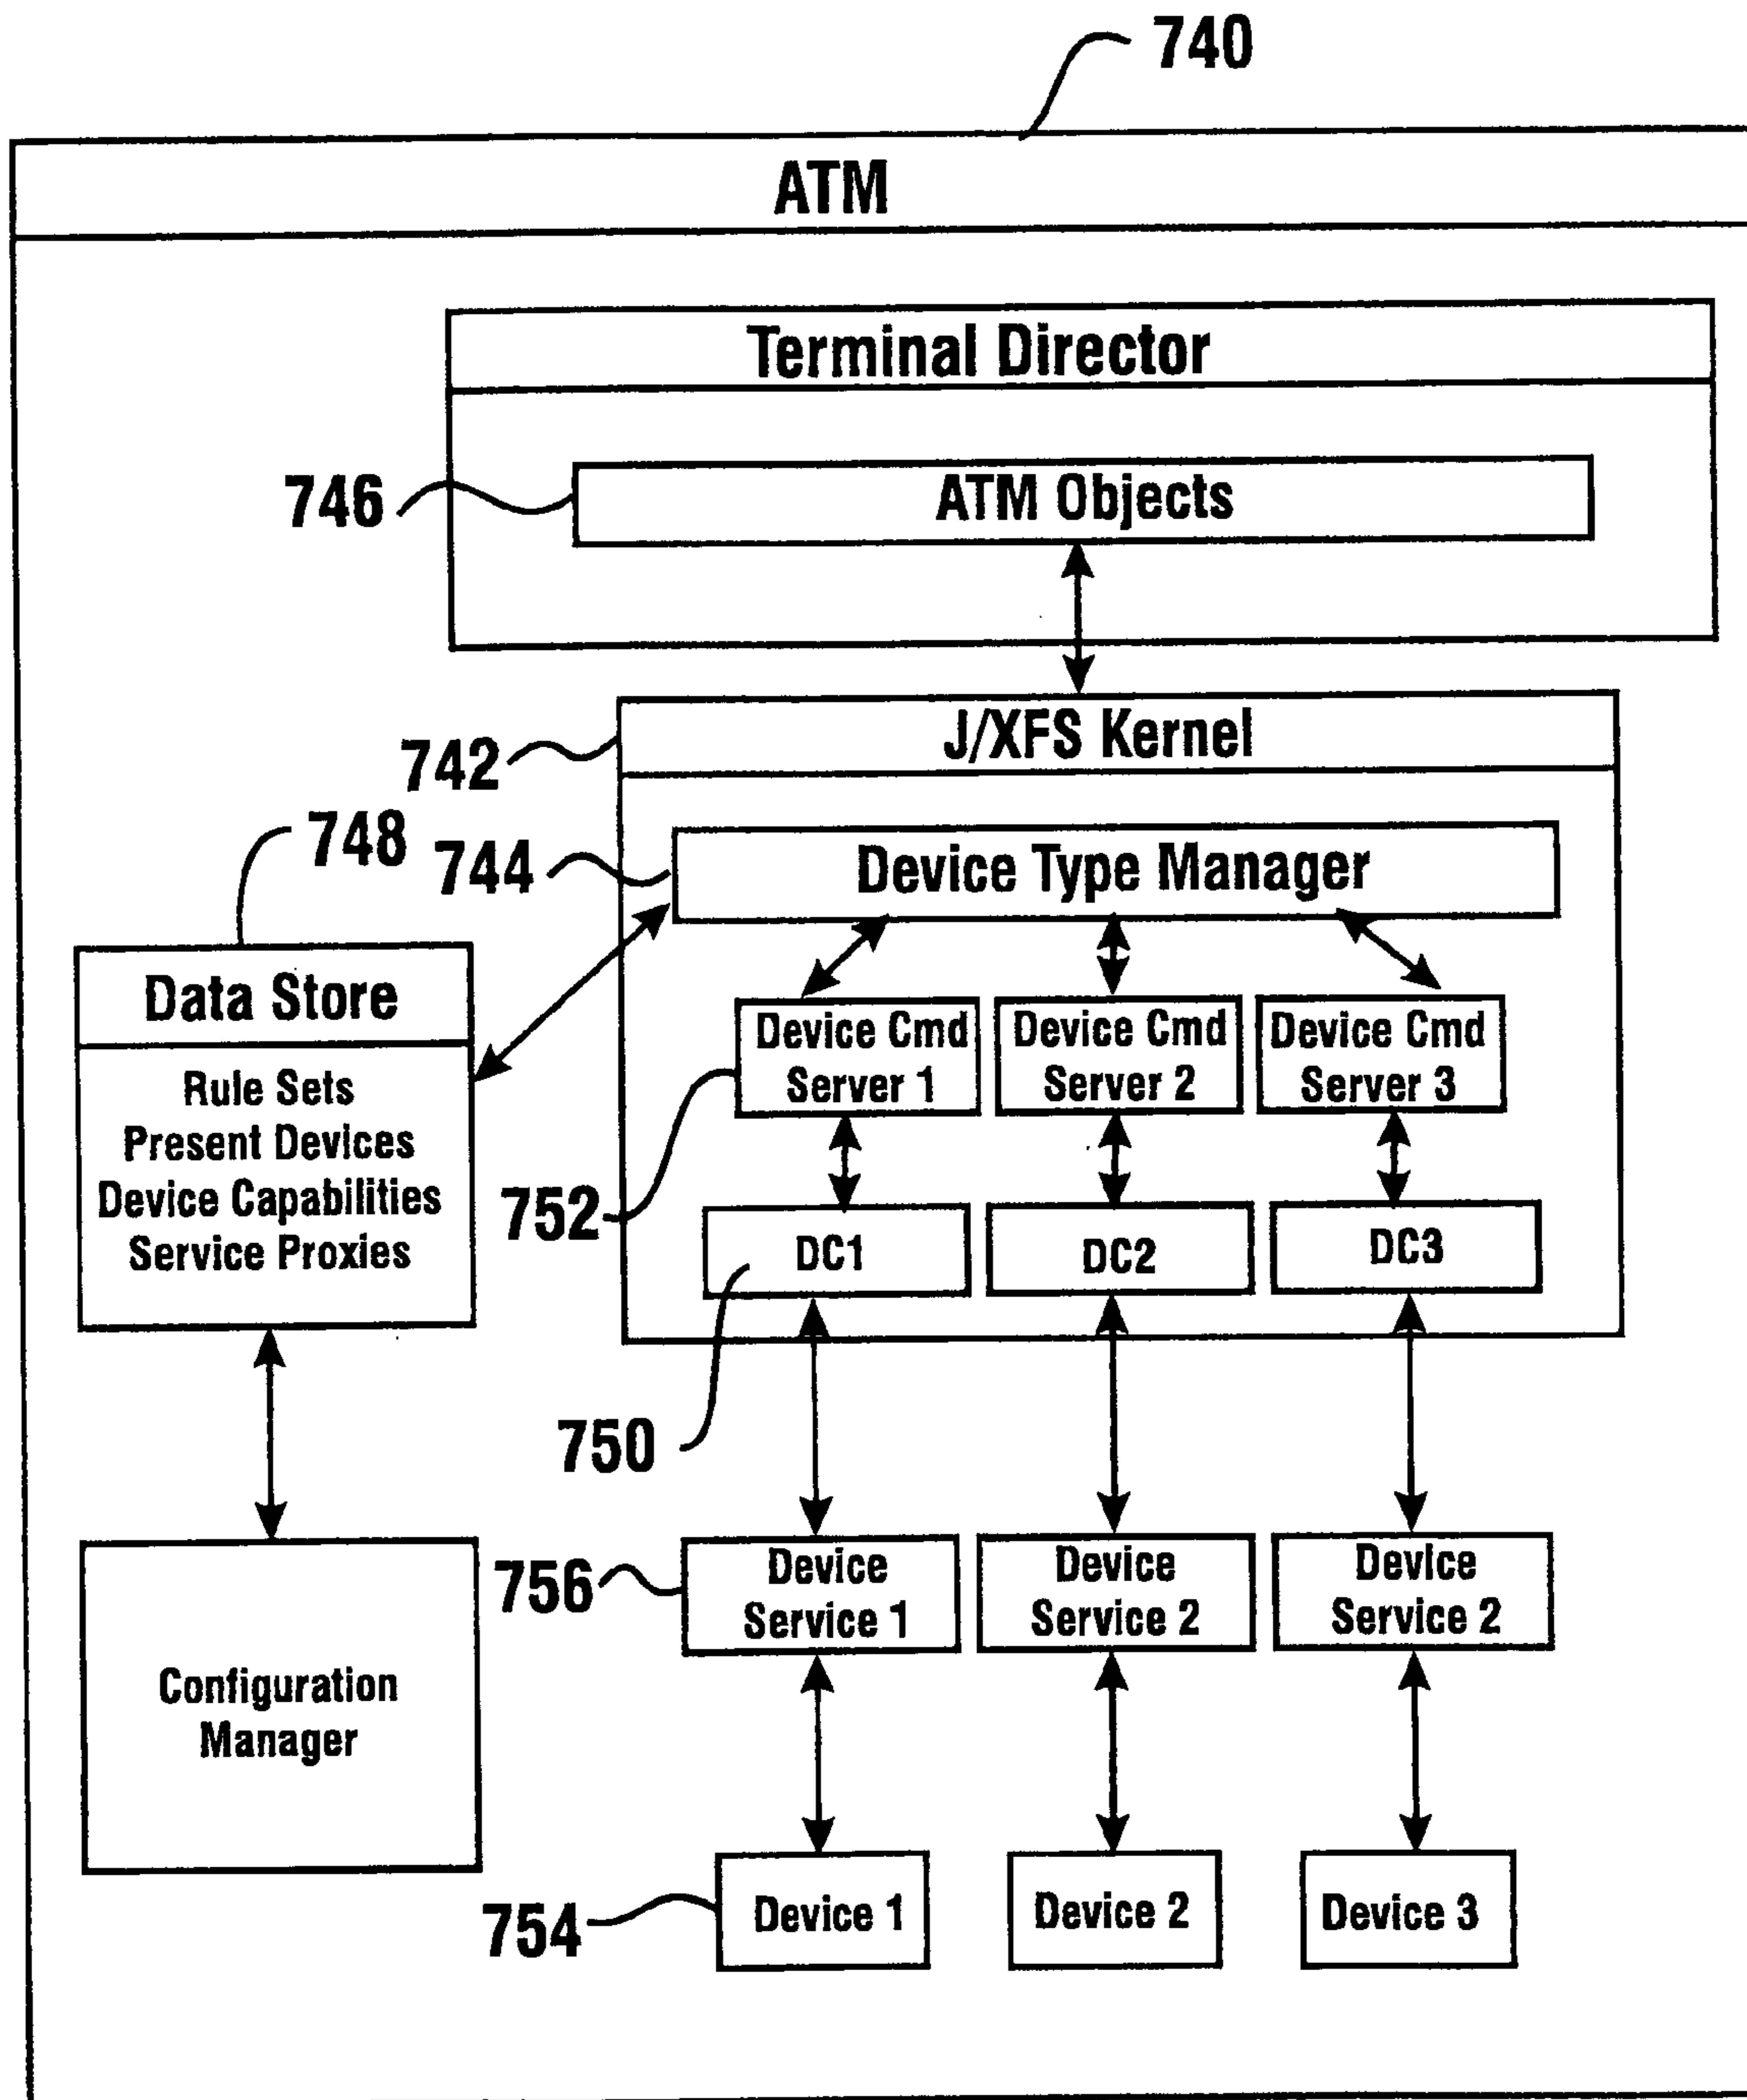 740
ATM
Terminal Director
746
ATM Objects
742
J/XFS Kernel
748
744
Device Type Manager
Data Store
Rule Sets
Present Devices
Device Capabilities
Service Proxies
Device Cmd
Server 1
Device Cmd
Server 2
Device Cmd
Server 3
752
DC1
DC2
DC3
750
756
Device
Service 1
Device
Service 2
Device
Service 2
Configuration
Manager
754
Device 1
Device 2
Device 3